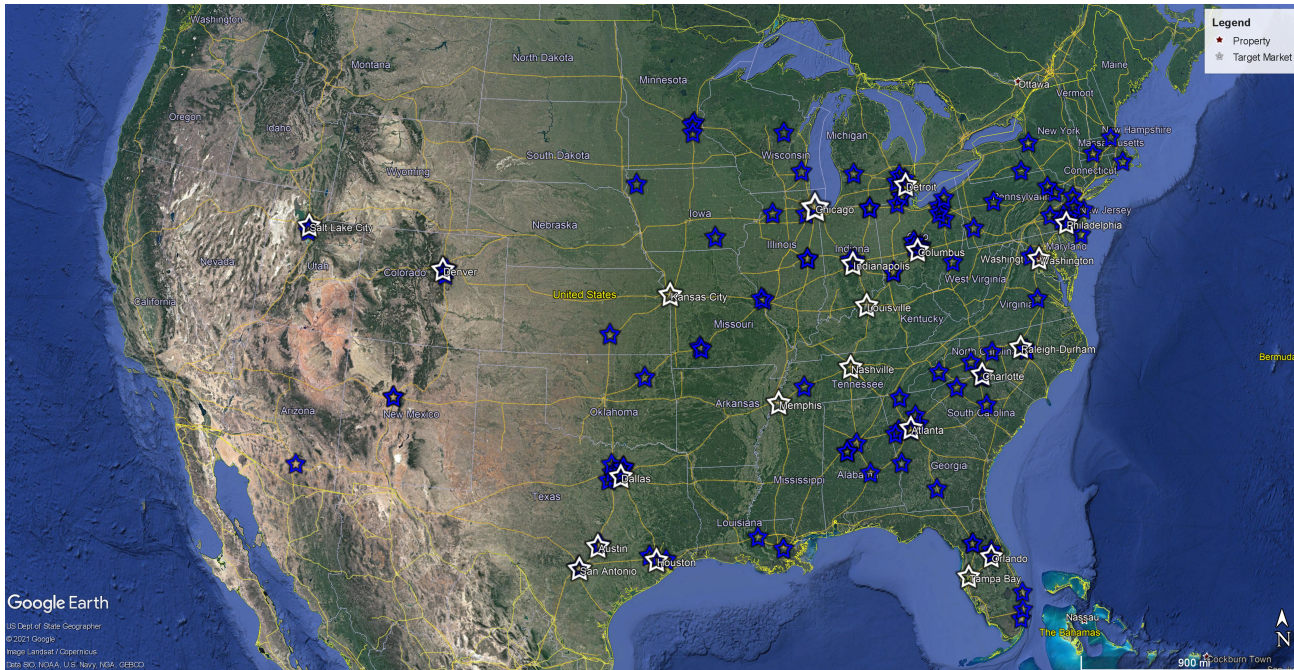 Washington
Legend
Property
Target Market
North Dakota
Montana
Minnesota
Maine
Ottawa
Vermont
Oregon
Idaho
Michigan
New York
New Hampshire
Massachusetts
South Dakota
Wisconsin
Wyoming
Connecticut
Detroit
Pennsylvania
Iowa
Chicago
New Jersey
Nebraska
Salt Lake City
Philadelphia
Illinois
Indiana
Maryland
Columbus
Nevada
Utah
Colorado
Denver
Indianapolis
Washington
Washington
West Virginia
California
United States
Kansas City
Virginia
Louisville
Kentucky
Missouri
North Carolina
Raleigh-Durham
Bermuda
Nashville
Tennessee
Charlotte
Arkansas
Memphis
Arizona
New Mexico
Oklahoma
South Carolina
Atlanta
Georgia
Alabama
Mississippi
Dallas
Texas
Louisiana
Austin
Houston
San Antonio
Orlando
Tampa Bay
Nassau
The Bahamas
Google Earth
US Dept of State Geographer
© 2021 Google
Image Landsat / Copernicus
Data SIO, NOAA, U.S. Navy, NGA, GEBCO
N
900 mi
Cockburn Town